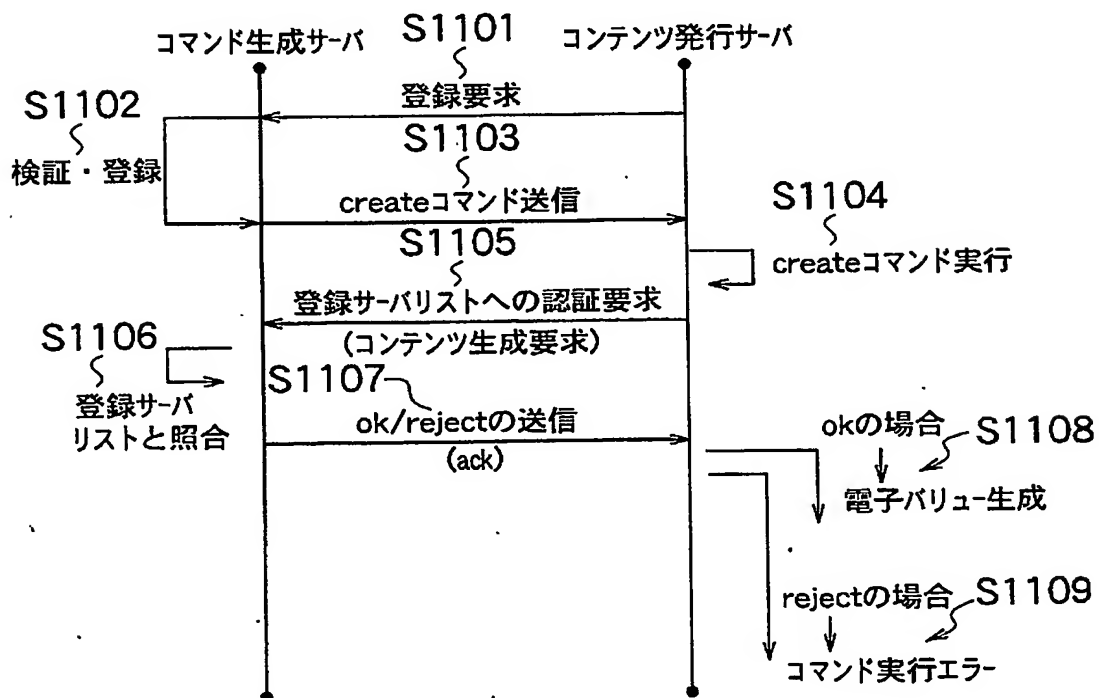 コマンド生成サーバ
S1101
コンテンツ発行サーバ
登録要求
S1102
検証・登録
S1103
createコマンド送信
S1104
createコマンド実行
S1105
登録サーバリストへの認証要求
(コンテンツ生成要求)
S1106
登録サーバ
リストと照合
S1107
ok/rejectの送信
(ack)
okの場合
S1108
電子バリュー生成
rejectの場合
S1109
コマンド実行エラー